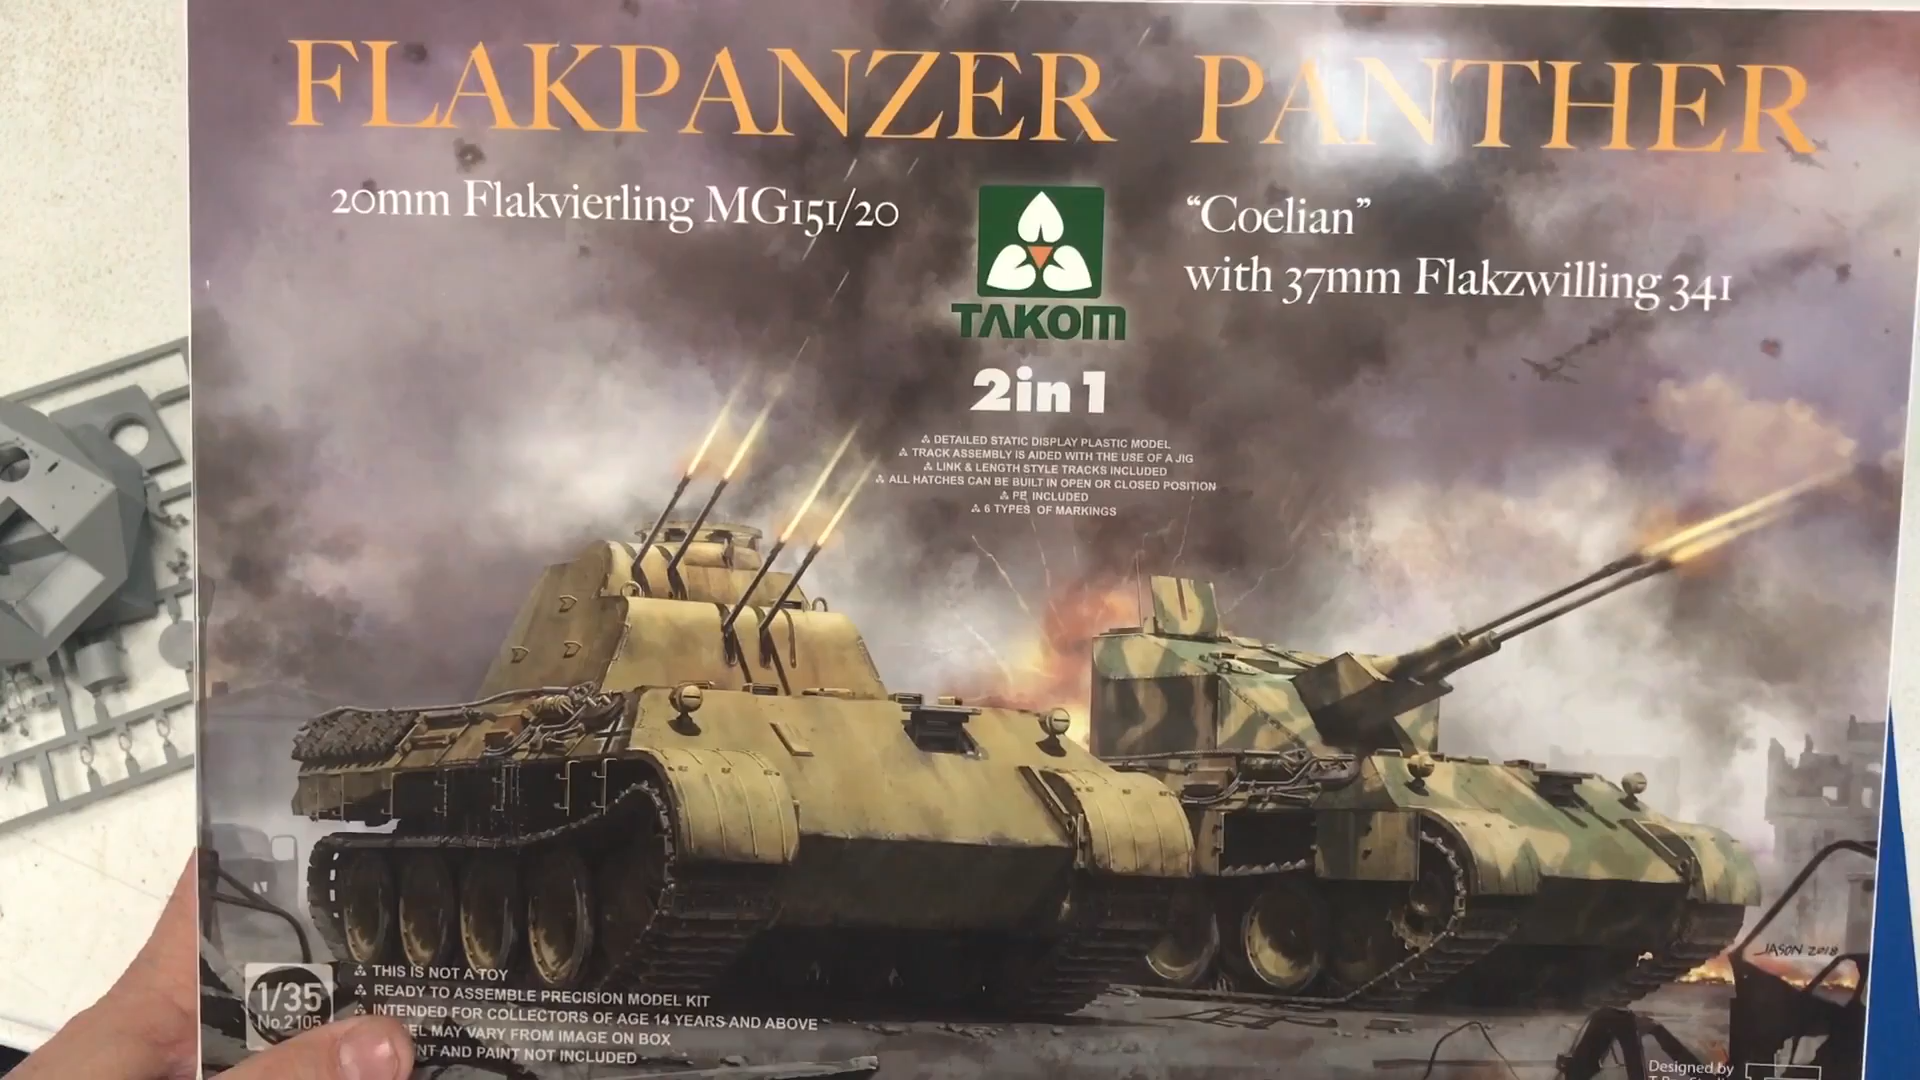 FLAKPANZER PANTHER
20mm Flakvierling MG151/20
"Coelian"
with 37mm Flakzwilling 341
TAKOM
2in1
DETAILED STATIC DISPLAY PLASTIC MODEL
TRACK ASSEMBLY IS AIDED WITH THE USE OF A JIG
LINK & LENGTH STYLE TRACKS INCLUDED
ALL HATCHES CAN BE BUILT IN OPEN OR CLOSED POSITION
PE INCLUDED
6 TYPES OF MARKINGS
JASON 2018
1/35
No.2105
THIS IS NOT A TOY
READY TO ASSEMBLE PRECISION MODEL KIT
INTENDED FOR COLLECTORS OF AGE 14 YEARS AND ABOVE
MAY VARY FROM IMAGE ON BOX
AND PAINT NOT INCLUDED
Designed by